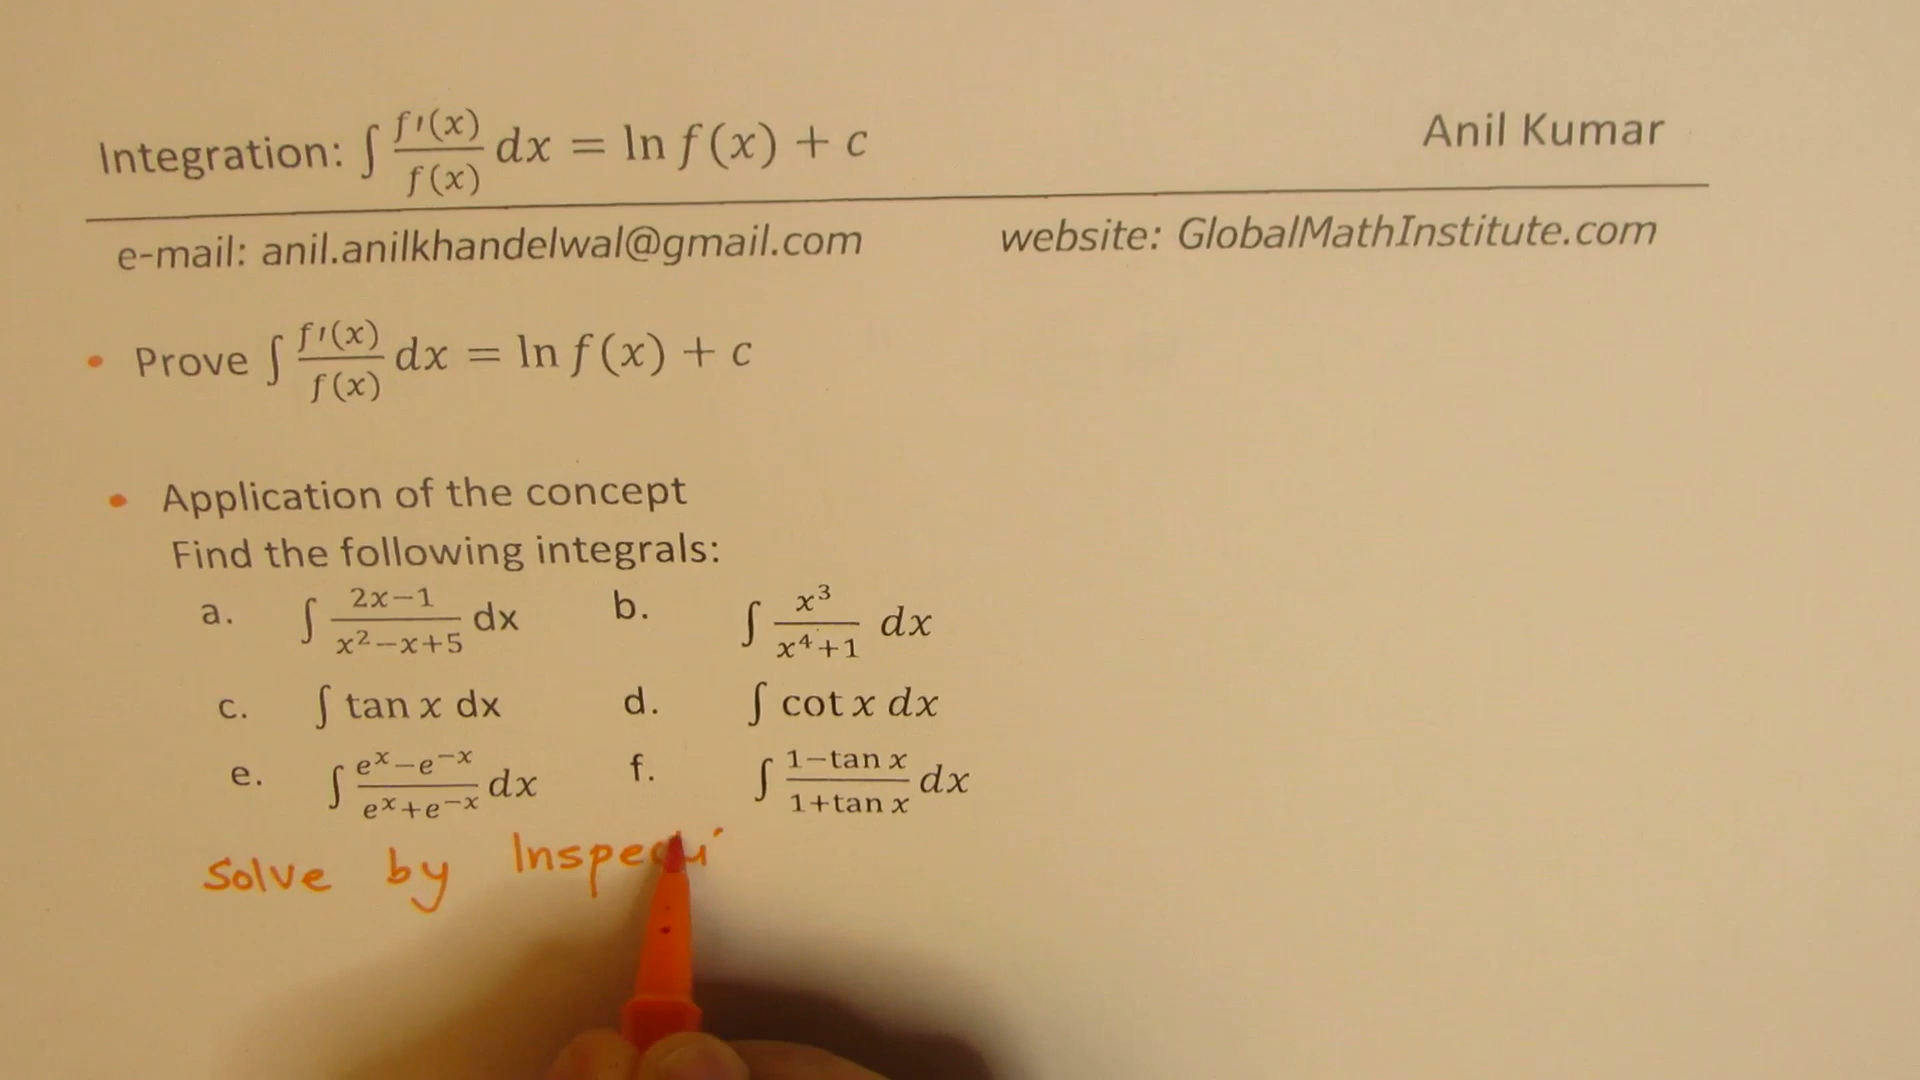 Integration: ∫ f′(x)/f(x) dx = ln f(x) + c
Anil Kumar
e-mail: anil.anilkhandelwal@gmail.com
website: GlobalMathInstitute.com
• Prove ∫ f′(x)/f(x) dx = ln f(x) + c
• Application of the concept
Find the following integrals:
a. ∫ (2x−1)/(x²−x+5) dx b. ∫ x³/(x⁴+1) dx
c. ∫ tan x dx d. ∫ cot x dx
e. ∫ (eˣ−e⁻ˣ)/(eˣ+e⁻ˣ) dx f. ∫ (1−tan x)/(1+tan x) dx
Solve by